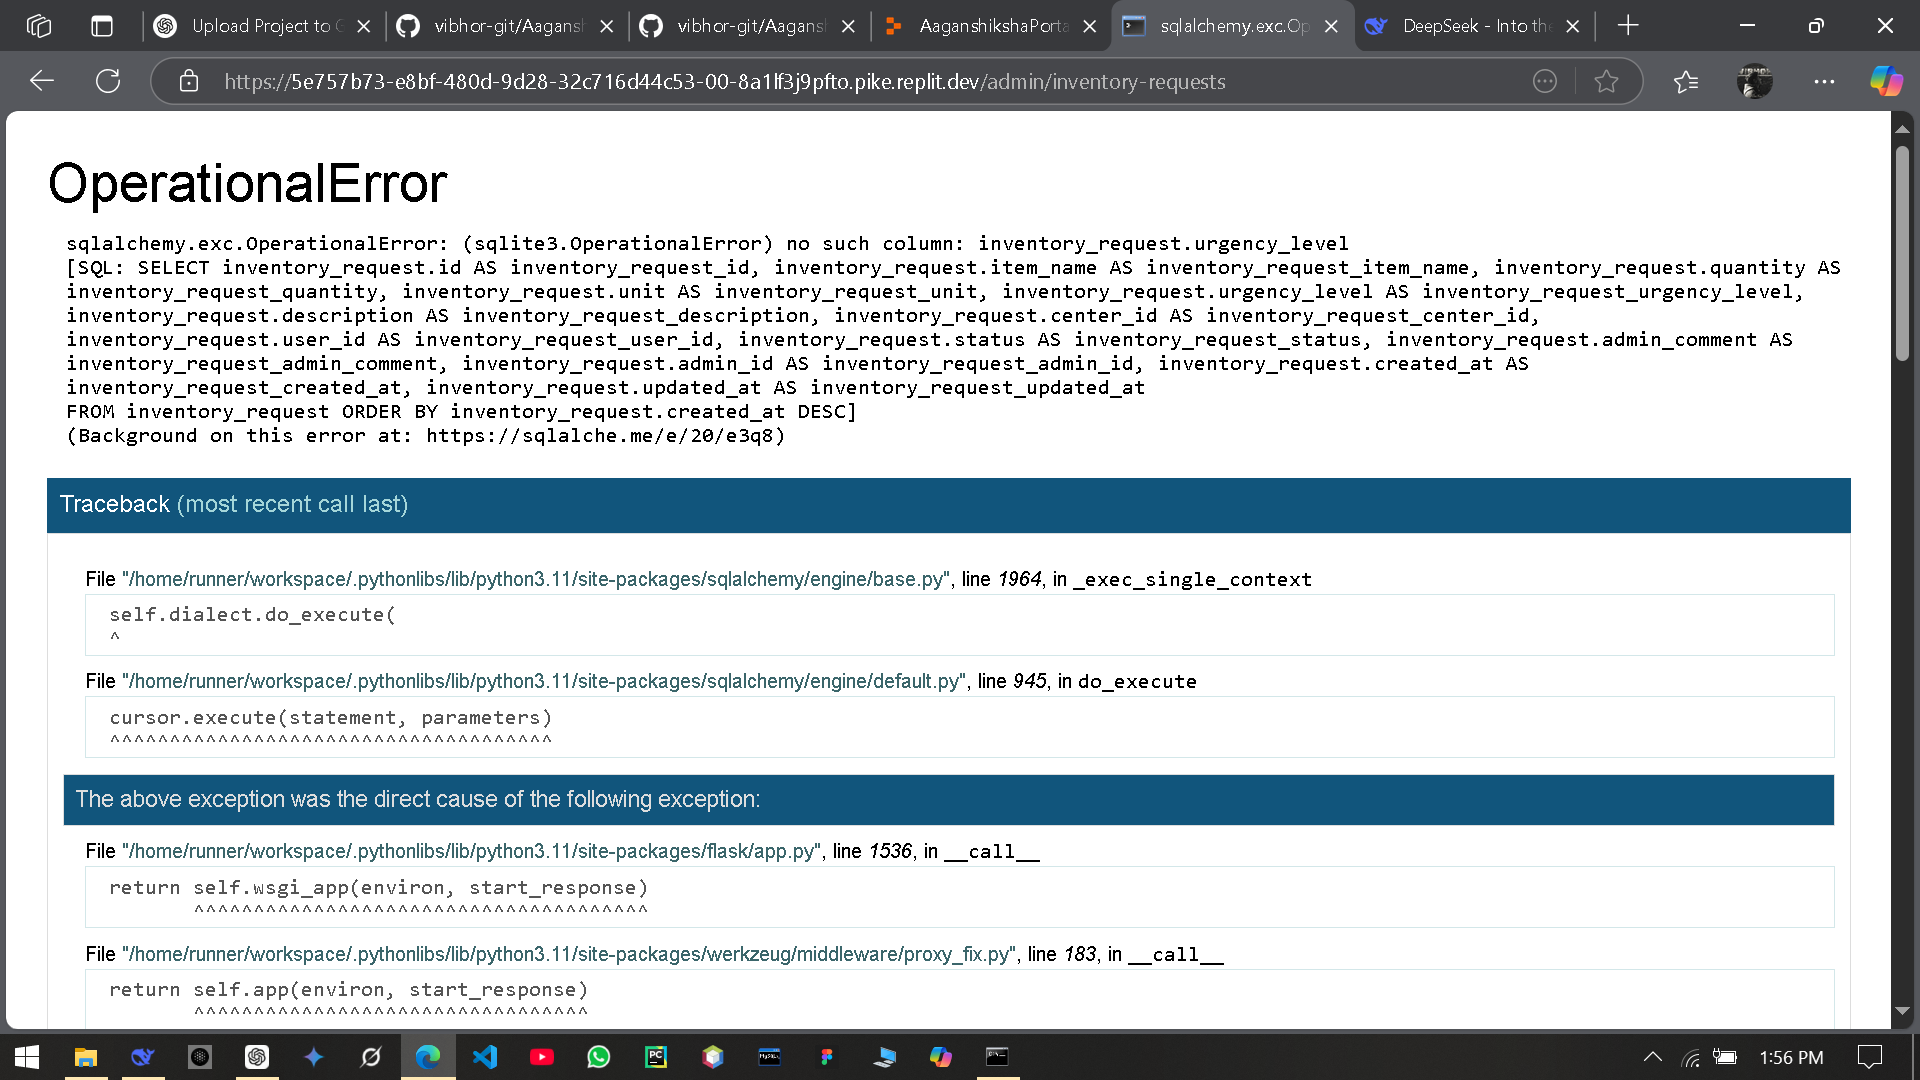 Upload Project to G
vibhor-git/Aagansh
vibhor-git/Aagansh
AaganshikshaPorta
sqlalchemy.exc.Op
DeepSeek - Into the
https://5e757b73-e8bf-480d-9d28-32c716d44c53-00-8a1lf3j9pfto.pike.replit.dev/admin/inventory-requests
OperationalError
sqlalchemy.exc.OperationalError: (sqlite3.OperationalError) no such column: inventory_request.urgency_level
[SQL: SELECT inventory_request.id AS inventory_request_id, inventory_request.item_name AS inventory_request_item_name, inventory_request.quantity AS
inventory_request_quantity, inventory_request.unit AS inventory_request_unit, inventory_request.urgency_level AS inventory_request_urgency_level,
inventory_request.description AS inventory_request_description, inventory_request.center_id AS inventory_request_center_id,
inventory_request.user_id AS inventory_request_user_id, inventory_request.status AS inventory_request_status, inventory_request.admin_comment AS
inventory_request_admin_comment, inventory_request.admin_id AS inventory_request_admin_id, inventory_request.created_at AS
inventory_request_created_at, inventory_request.updated_at AS inventory_request_updated_at
FROM inventory_request ORDER BY inventory_request.created_at DESC]
(Background on this error at: https://sqlalche.me/e/20/e3q8)
Traceback (most recent call last)
File "/home/runner/workspace/.pythonlibs/lib/python3.11/site-packages/sqlalchemy/engine/base.py", line 1964, in _exec_single_context
self.dialect.do_execute(
^
File "/home/runner/workspace/.pythonlibs/lib/python3.11/site-packages/sqlalchemy/engine/default.py", line 945, in do_execute
cursor.execute(statement, parameters)
^^^^^^^^^^^^^^^^^^^^^^^^^^^^^^^^^^^^^
The above exception was the direct cause of the following exception:
File "/home/runner/workspace/.pythonlibs/lib/python3.11/site-packages/flask/app.py", line 1536, in __call__
return self.wsgi_app(environ, start_response)
^^^^^^^^^^^^^^^^^^^^^^^^^^^^^^^^^^^^^^
File "/home/runner/workspace/.pythonlibs/lib/python3.11/site-packages/werkzeug/middleware/proxy_fix.py", line 183, in __call__
return self.app(environ, start_response)
^^^^^^^^^^^^^^^^^^^^^^^^^^^^^^^^^
PC
MySQL
1:56 PM